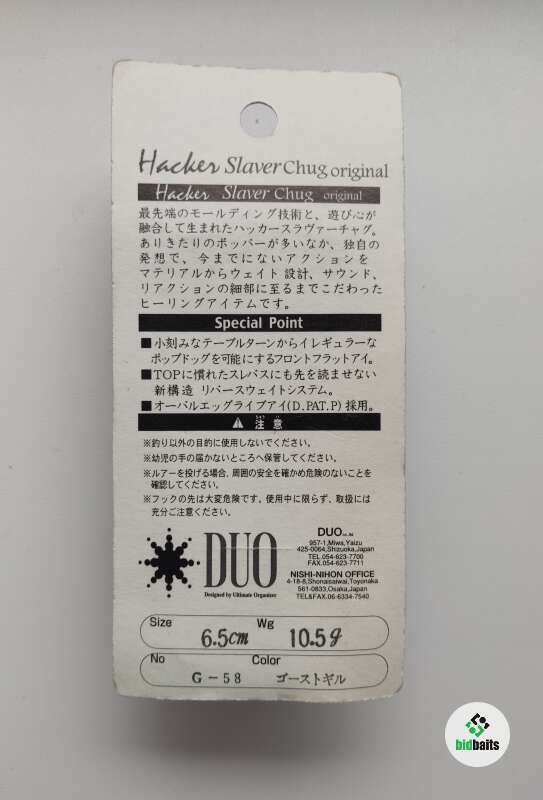 Hacker Slaver Chug original
Hacker Slaver Chug original
最先端のモールディング技術と、遊び心が
融合して生まれたハッカースラヴァーチャグ。
ありきたりのポッパーが多いなか、独自の
発想で、今までにないアクションを
マテリアルからウェイト設計、サウンド、
リアクションの細部に至るまでこだわった
ヒーリングアイテムです。
Special Point
■小刻みなテーブルターンからイレギュラーな
ポップドッグを可能にするフロントフラットアイ。
■TOPに慣れたスレバスにも先を読ませない
新構造 リバースウェイトシステム。
■オーバルエッグライブアイ(D.PAT.P)採用。
⚠ 注意
※釣り以外の目的に使用しないでください。
※幼児の手の届かないところへ保管してください。
※ルアーを投げる場合、周囲の安全を確かめ危険のないことを
確認してください。
※フックの先は大変危険です。使用中に限らず、取扱には
充分ご注意ください。
DUO
Designed by Ultimate Organizer
DUO
957-1,Miwa,Yaizu
425-0064,Shizuoka,Japan
TEL.054-623-7700
FAX.054-623-7711
NISHI-NIHON OFFICE
4-18-8,Shonaisaiwai,Toyonaka
561-0833,Osaka,Japan
TEL&FAX.06-6334-7540
Size 6.5cm Wg 10.5g
No G-58 Color ゴーストギル
bidbaits